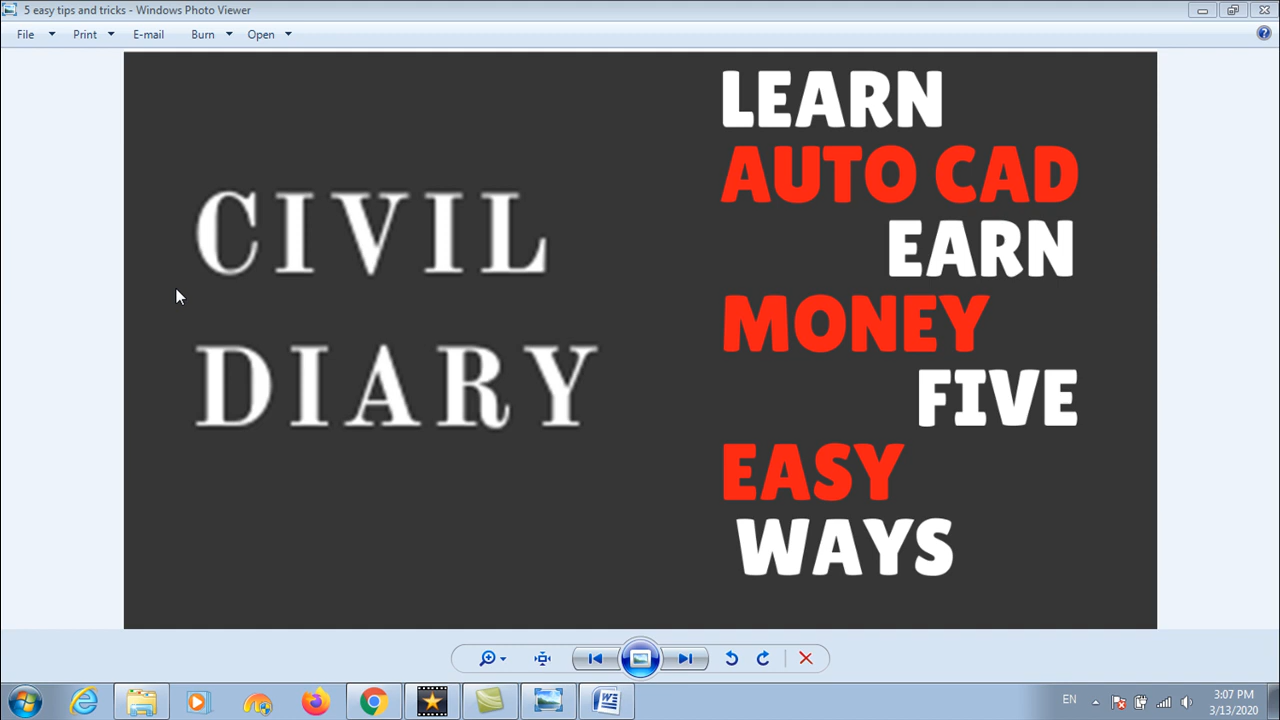 5 easy tips and tricks - Windows Photo Viewer
File Print E-mail Burn Open
CIVIL
DIARY
LEARN
AUTO CAD
EARN
MONEY
FIVE
EASY
WAYS
EN
3:07 PM
3/13/2020